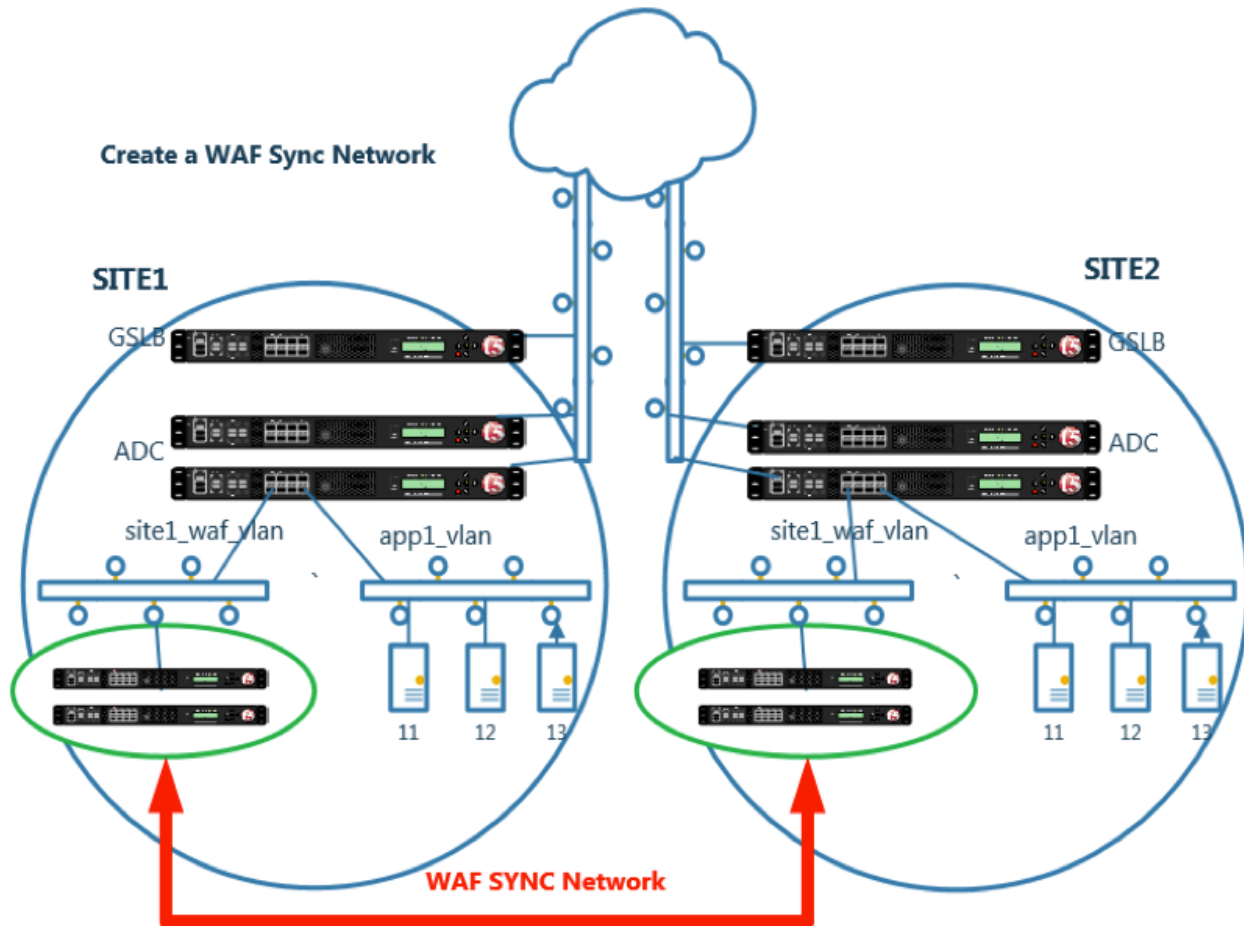 Create a WAF Sync Network
SITE1
SITE2
GSLB
GSLB
ADC
ADC
site1_waf_vlan
app1_vlan
site1_waf_vlan
app1_vlan
`
`
11
12
13
11
12
13
WAF SYNC Network